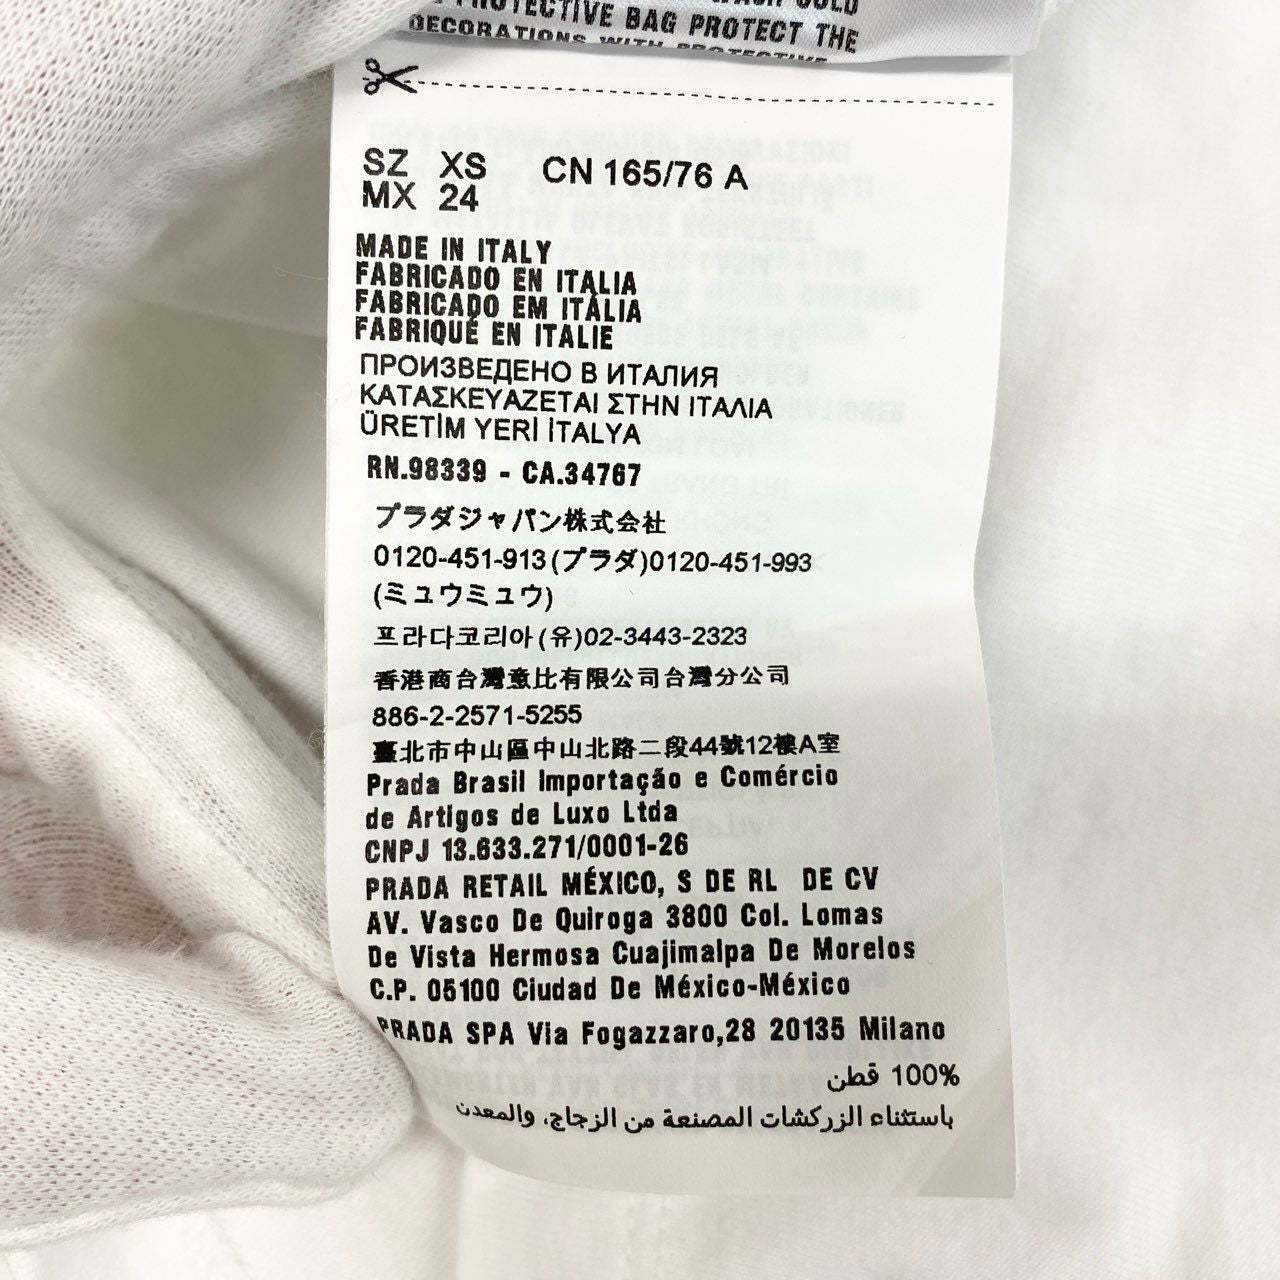 PROTECTIVE BAG PROTECT THE
DECORATIONS WITH PROTECTIVE
SZ XS CN 165/76 A
MX 24
MADE IN ITALY
FABRICADO EN ITALIA
FABRICADO EM ITÀLIA
FABRIQUÉ EN ITALIE
ПРОИЗВЕДЕНО В ИТАЛИЯ
ΚΑΤΑΣΚΕΥΑΖΕΤΑΙ ΣΤΗΝ ΙΤΑΛΙΑ
ÜRETİM YERİ İTALYA
RN.98339 - CA.34767
プラダジャパン株式会社
0120-451-913(プラダ)0120-451-993
(ミュウミュウ)
프라다코리아(유)02-3443-2323
香港商台灣意比有限公司台灣分公司
886-2-2571-5255
臺北市中山區中山北路二段44號12樓A室
Prada Brasil Importação e Comércio
de Artigos de Luxo Ltda
CNPJ 13.633.271/0001-26
PRADA RETAIL MÉXICO, S DE RL DE CV
AV. Vasco De Quiroga 3800 Col. Lomas
De Vista Hermosa Cuajimalpa De Morelos
C.P. 05100 Ciudad De México-México
PRADA SPA Via Fogazzaro,28 20135 Milano
100% قطن
باستثناء الزركشات المصنعة من الزجاج، والمعدن